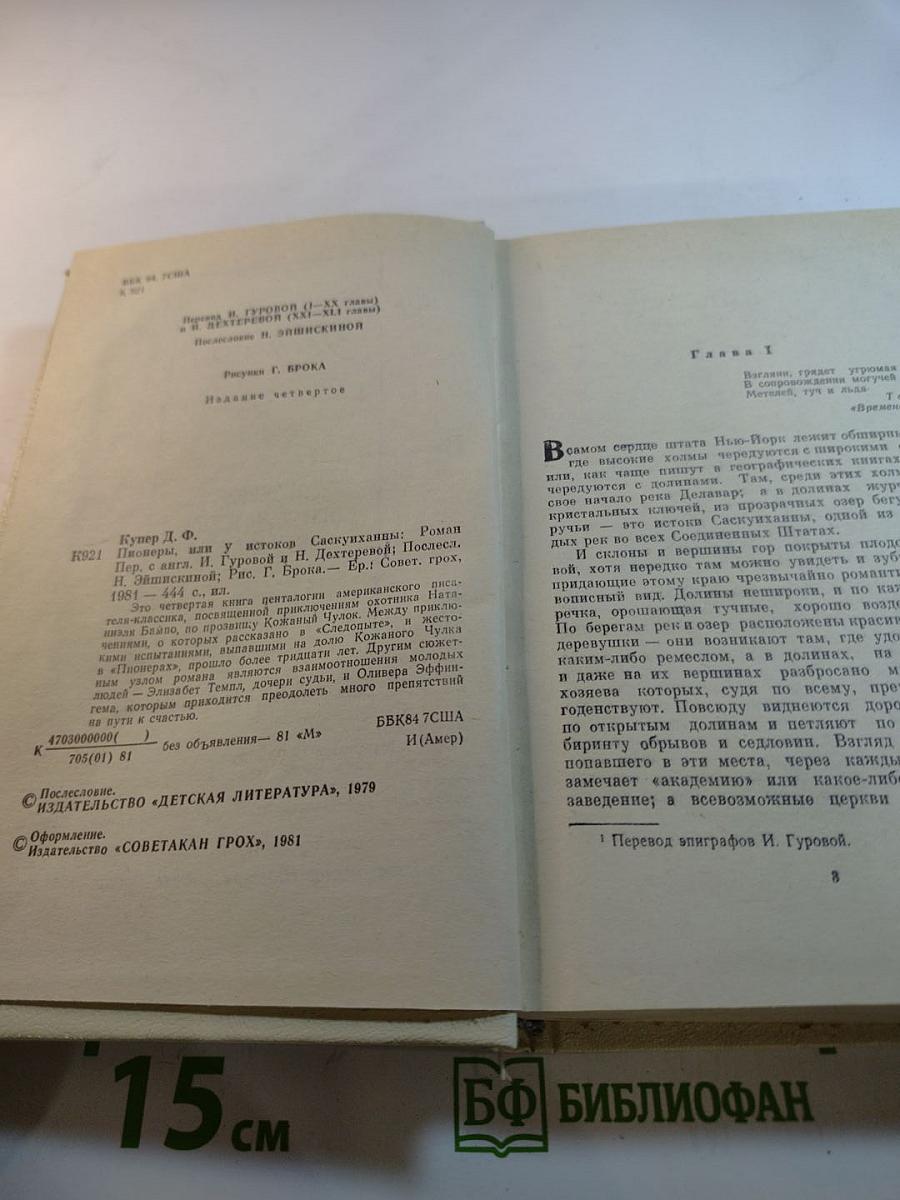 ББК 84. 7США
К 921
Перевод И. ГУРОВОЙ (I—XX главы)
и Н. ДЕХТЕРЕВОЙ (XXI—XLI главы)
Послесловие Н. ЭЙШИСКИНОЙ
Рисунки Г. БРОКА
Издание четвертое
Купер Д. Ф.
К921 Пионеры, или у истоков Саскуиханны: Роман
Пер. с англ. И. Гуровой и Н. Дехтеревой; Послесл.
Н. Эйшискиной; Рис. Г. Брока.— Ер.: Совет. грох,
1981 — 444 с., ил.
Это четвертая книга пенталогии американского писа-
теля-классика, посвященной приключениям охотника Ната-
ниэля Бампо, по прозвищу Кожаный Чулок. Между приклю-
чениями, о которых рассказано в «Следопыте», и жесто-
кими испытаниями, выпавшими на долю Кожаного Чулка
в «Пионерах», прошло более тридцати лет. Другим сюжет-
ным узлом романа являются взаимоотношения молодых
людей — Элизабет Темпл, дочери судьи, и Оливера Эффин-
гема, которым приходится преодолеть много препятствий
на пути к счастью.
К 4703000000( )
705(01) 81 без объявления— 81 «М»
ББК84 7США
И(Амер)
© Послесловие.
ИЗДАТЕЛЬСТВО «ДЕТСКАЯ ЛИТЕРАТУРА», 1979
© Оформление.
Издательство «СОВЕТАКАН ГРОХ», 1981
Глава I
Взгляни, грядет угрюмая
В сопровождении могучей
Метелей, туч и льда
«Времен
В самом сердце штата Нью-Йорк лежит обширны
где высокие холмы чередуются с широкими
или, как чаще пишут в географических книгах
чередуются с долинами. Там, среди этих холм
свое начало река Делавар; а в долинах журч
кристальных ключей, из прозрачных озер бегу
ручьи — это истоки Саскуиханны, одной из
дых рек во всех Соединенных Штатах.
И склоны и вершины гор покрыты плодо
вой, хотя нередко там можно увидеть и зубч
придающие этому краю чрезвычайно романти
вописный вид. Долины нешироки, и по каж
речка, орошающая тучные, хорошо возде
По берегам рек и озер расположены красив
деревушки — они возникают там, где удо
каким-либо ремеслом, а в долинах, на
и даже на их вершинах разбросано м
хозяева которых, судя по всему, пре
годенствуют. Повсюду виднеются доро
по открытым долинам и петляют по
биринту обрывов и седловин. Взгляд
попавшего в эти места, через кажды
замечает «академию» или какое-либ
заведение; а всевозможные церкви
1 Перевод эпиграфов И. Гуровой.
3
15 см
БФ БИБЛИОФАН